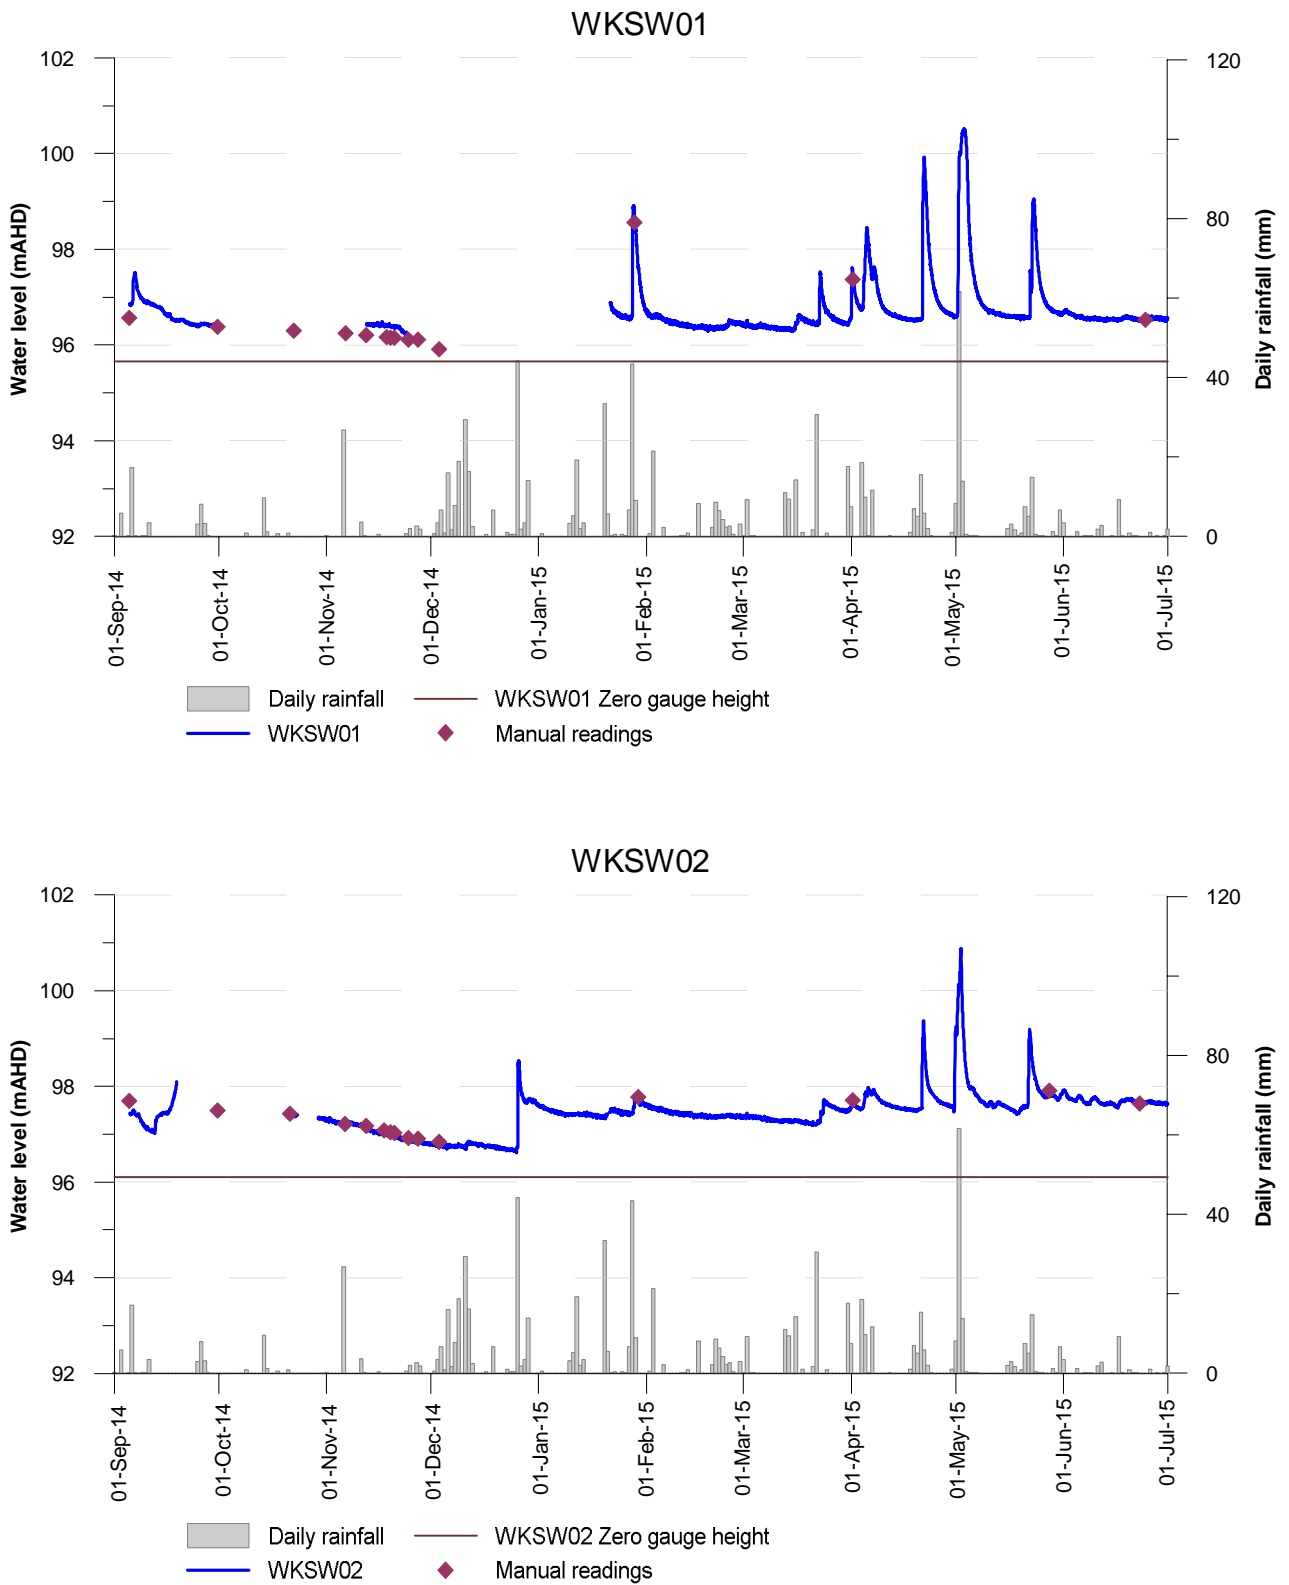 WKSW01
102
100
98
96
94
92
Water level (mAHD)
120
80
40
0
Daily rainfall (mm)
01-Sep-14
01-Oct-14
01-Nov-14
01-Dec-14
01-Jan-15
01-Feb-15
01-Mar-15
01-Apr-15
01-May-15
01-Jun-15
01-Jul-15
Daily rainfall
WKSW01 Zero gauge height
WKSW01
Manual readings
WKSW02
102
100
98
96
94
92
Water level (mAHD)
120
80
40
0
Daily rainfall (mm)
01-Sep-14
01-Oct-14
01-Nov-14
01-Dec-14
01-Jan-15
01-Feb-15
01-Mar-15
01-Apr-15
01-May-15
01-Jun-15
01-Jul-15
Daily rainfall
WKSW02 Zero gauge height
WKSW02
Manual readings